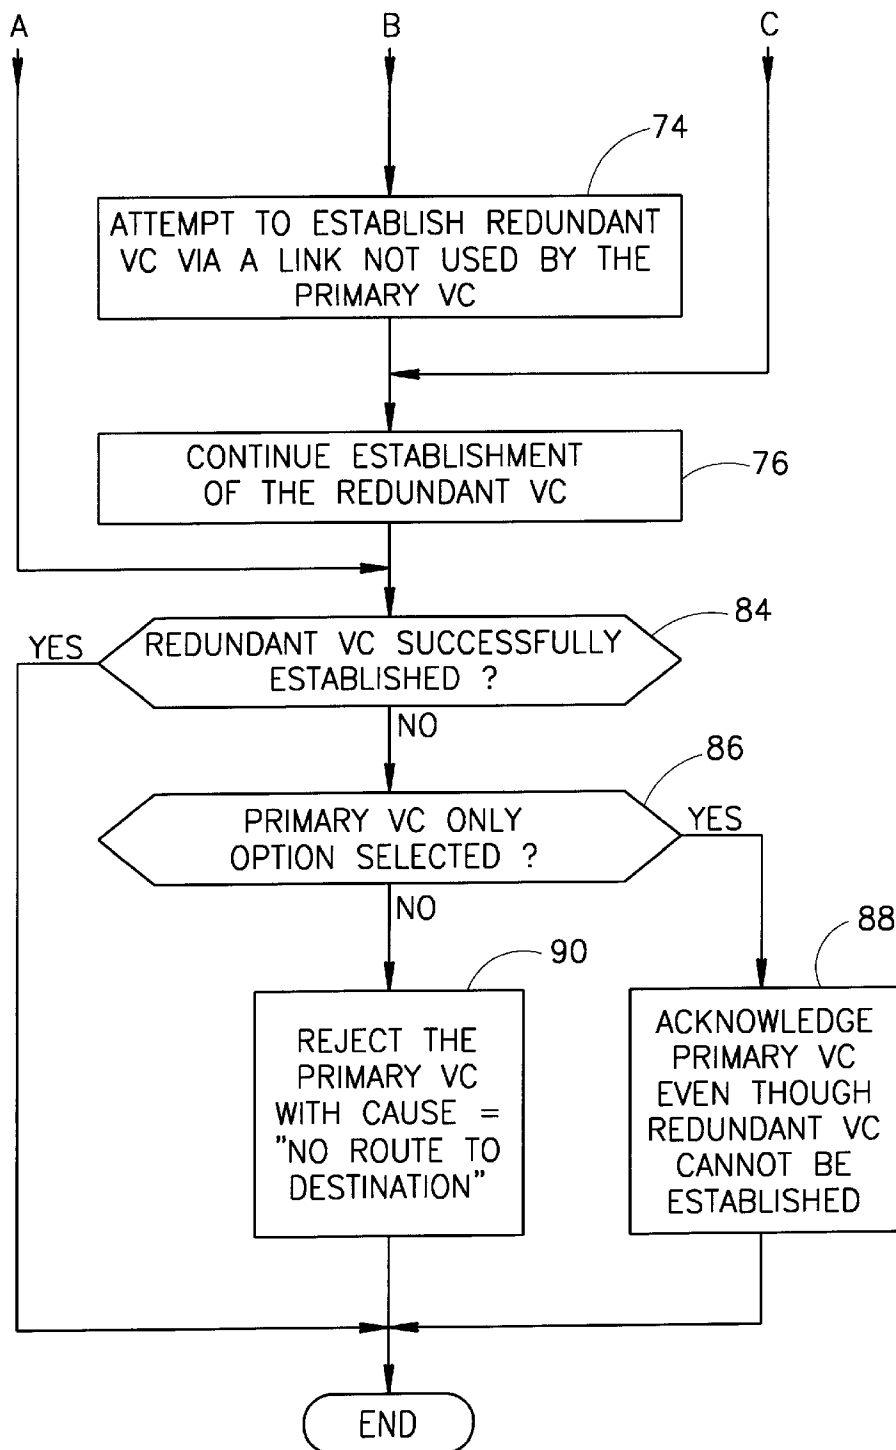 A
B
C
74
ATTEMPT TO ESTABLISH REDUNDANT
VC VIA A LINK NOT USED BY THE
PRIMARY VC
CONTINUE ESTABLISHMENT
OF THE REDUNDANT VC
76
84
YES
REDUNDANT VC SUCCESSFULLY
ESTABLISHED ?
NO
86
PRIMARY VC ONLY
OPTION SELECTED ?
YES
NO
90
88
REJECT THE
PRIMARY VC
WITH CAUSE =
"NO ROUTE TO
DESTINATION"
ACKNOWLEDGE
PRIMARY VC
EVEN THOUGH
REDUNDANT VC
CANNOT BE
ESTABLISHED
END